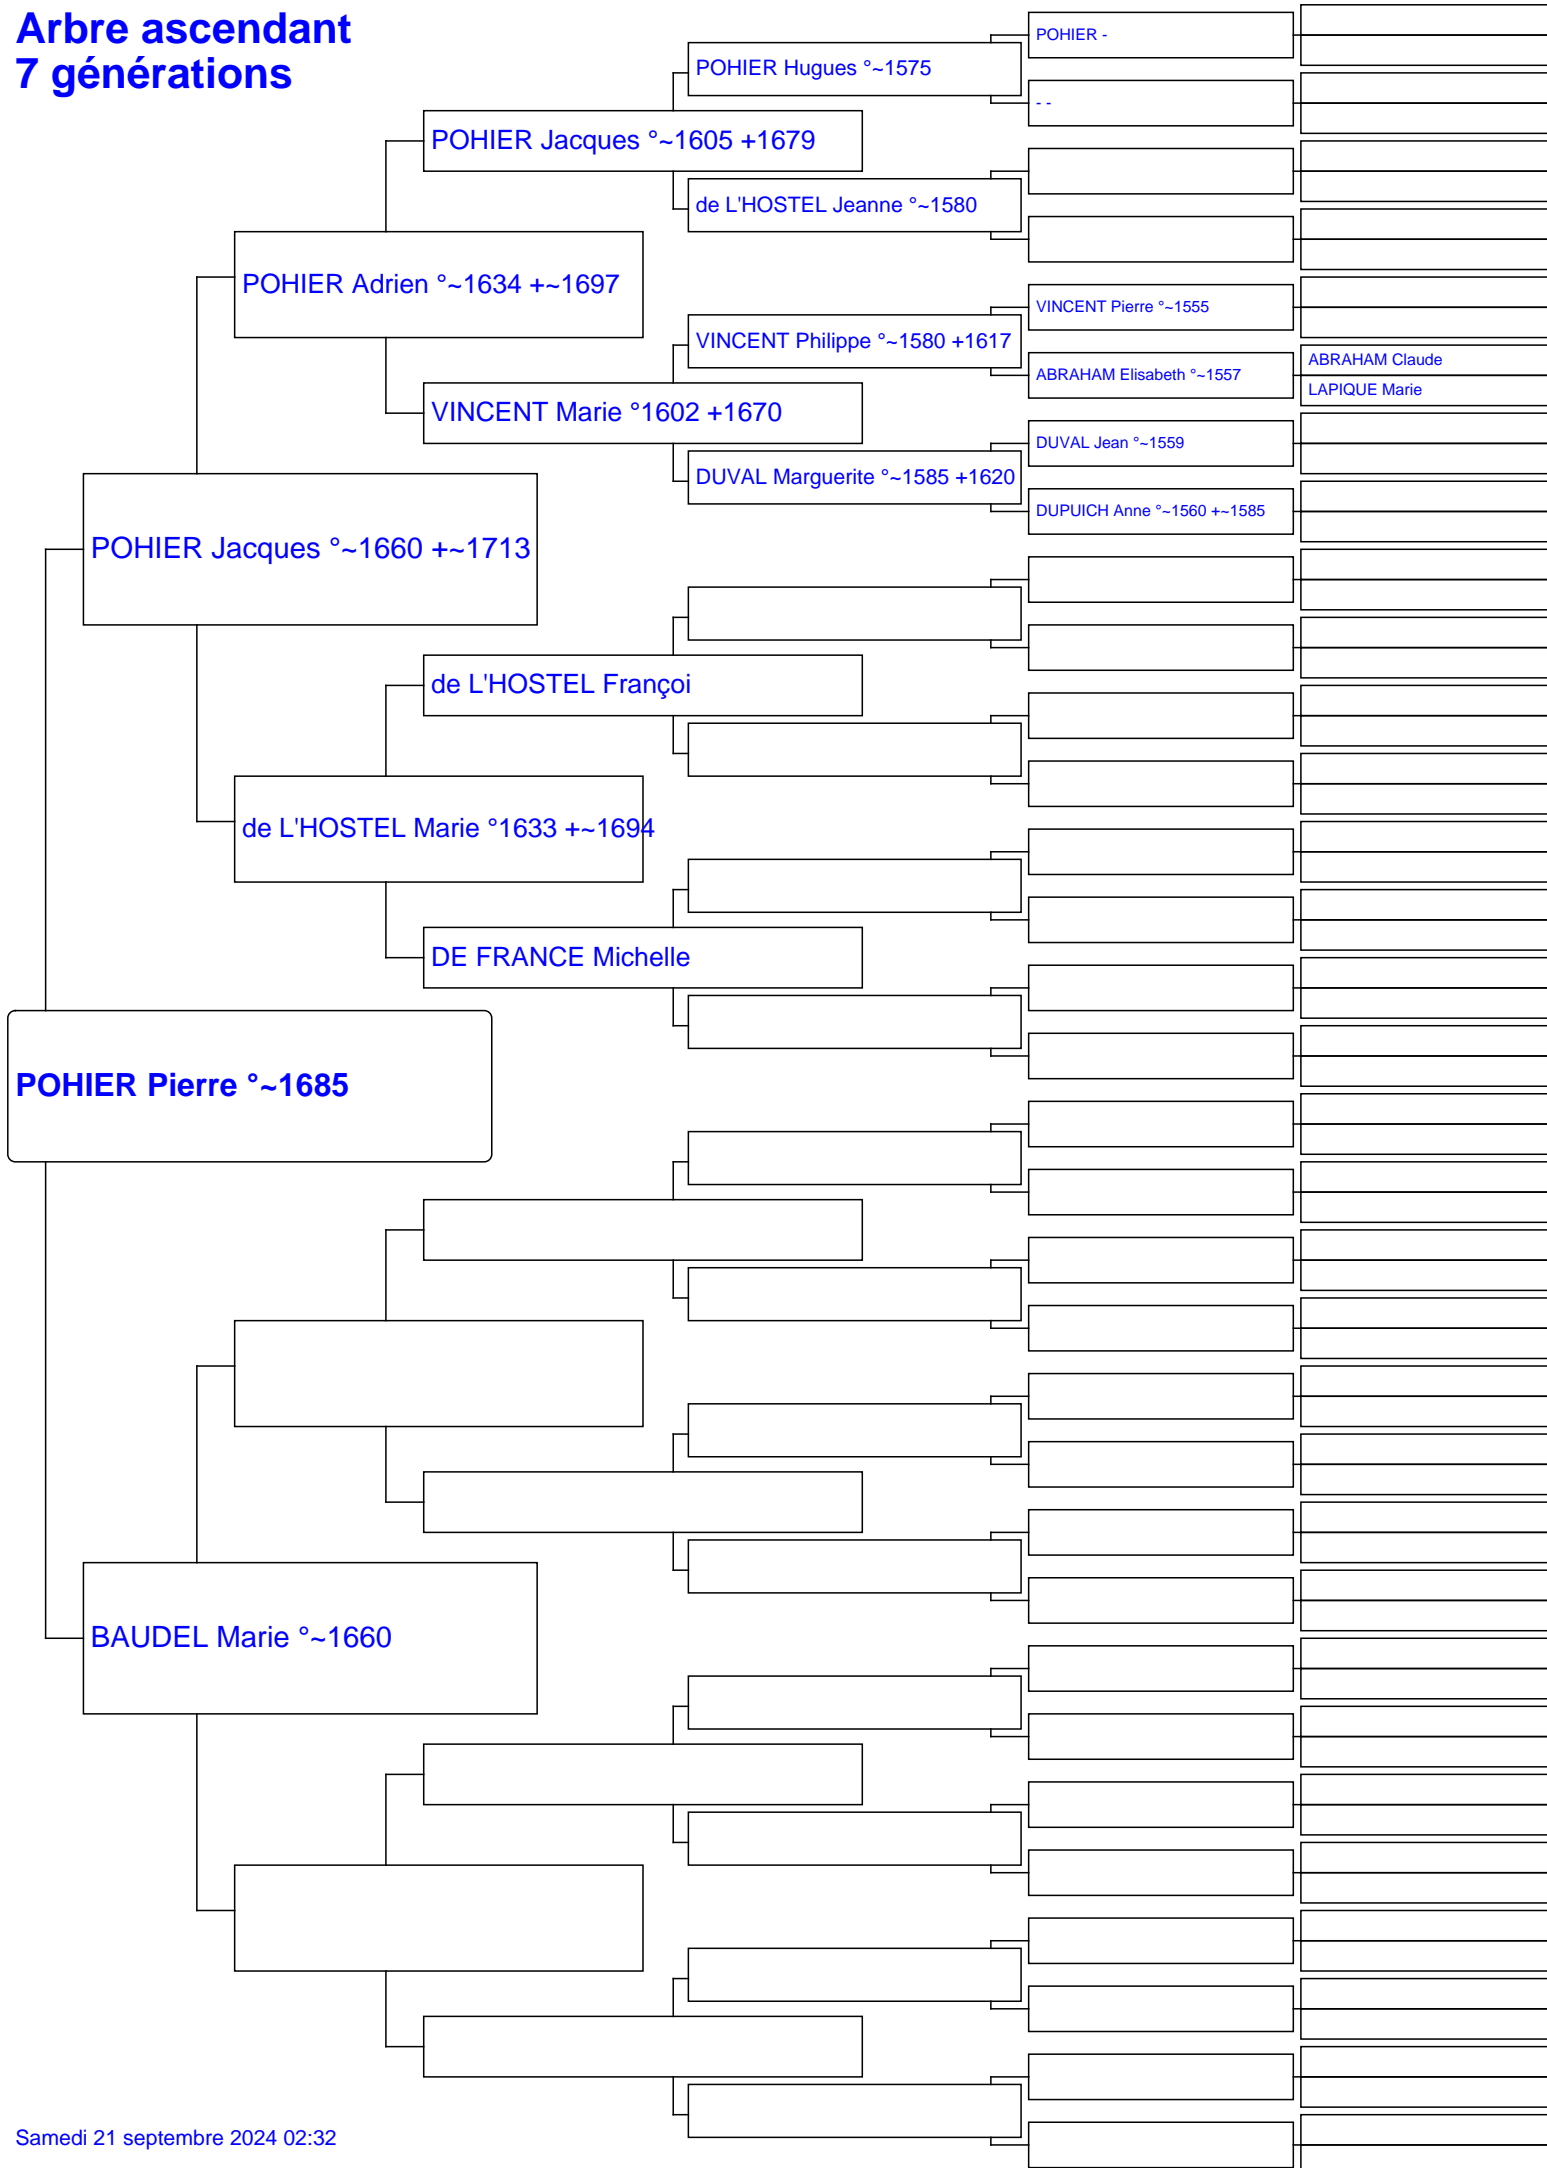 Arbre ascendant
7 générations
POHIER -
POHIER Hugues °~1575
- -
POHIER Jacques °~1605 +1679
de L'HOSTEL Jeanne °~1580
POHIER Adrien °~1634 +~1697
VINCENT Pierre °~1555
VINCENT Philippe °~1580 +1617
ABRAHAM Claude
ABRAHAM Elisabeth °~1557
LAPIQUE Marie
VINCENT Marie °1602 +1670
DUVAL Jean °~1559
DUVAL Marguerite °~1585 +1620
DUPUICH Anne °~1560 +~1585
POHIER Jacques °~1660 +~1713
de L'HOSTEL Françoi
de L'HOSTEL Marie °1633 +~1694
DE FRANCE Michelle
POHIER Pierre °~1685
BAUDEL Marie °~1660
Samedi 21 septembre 2024 02:32